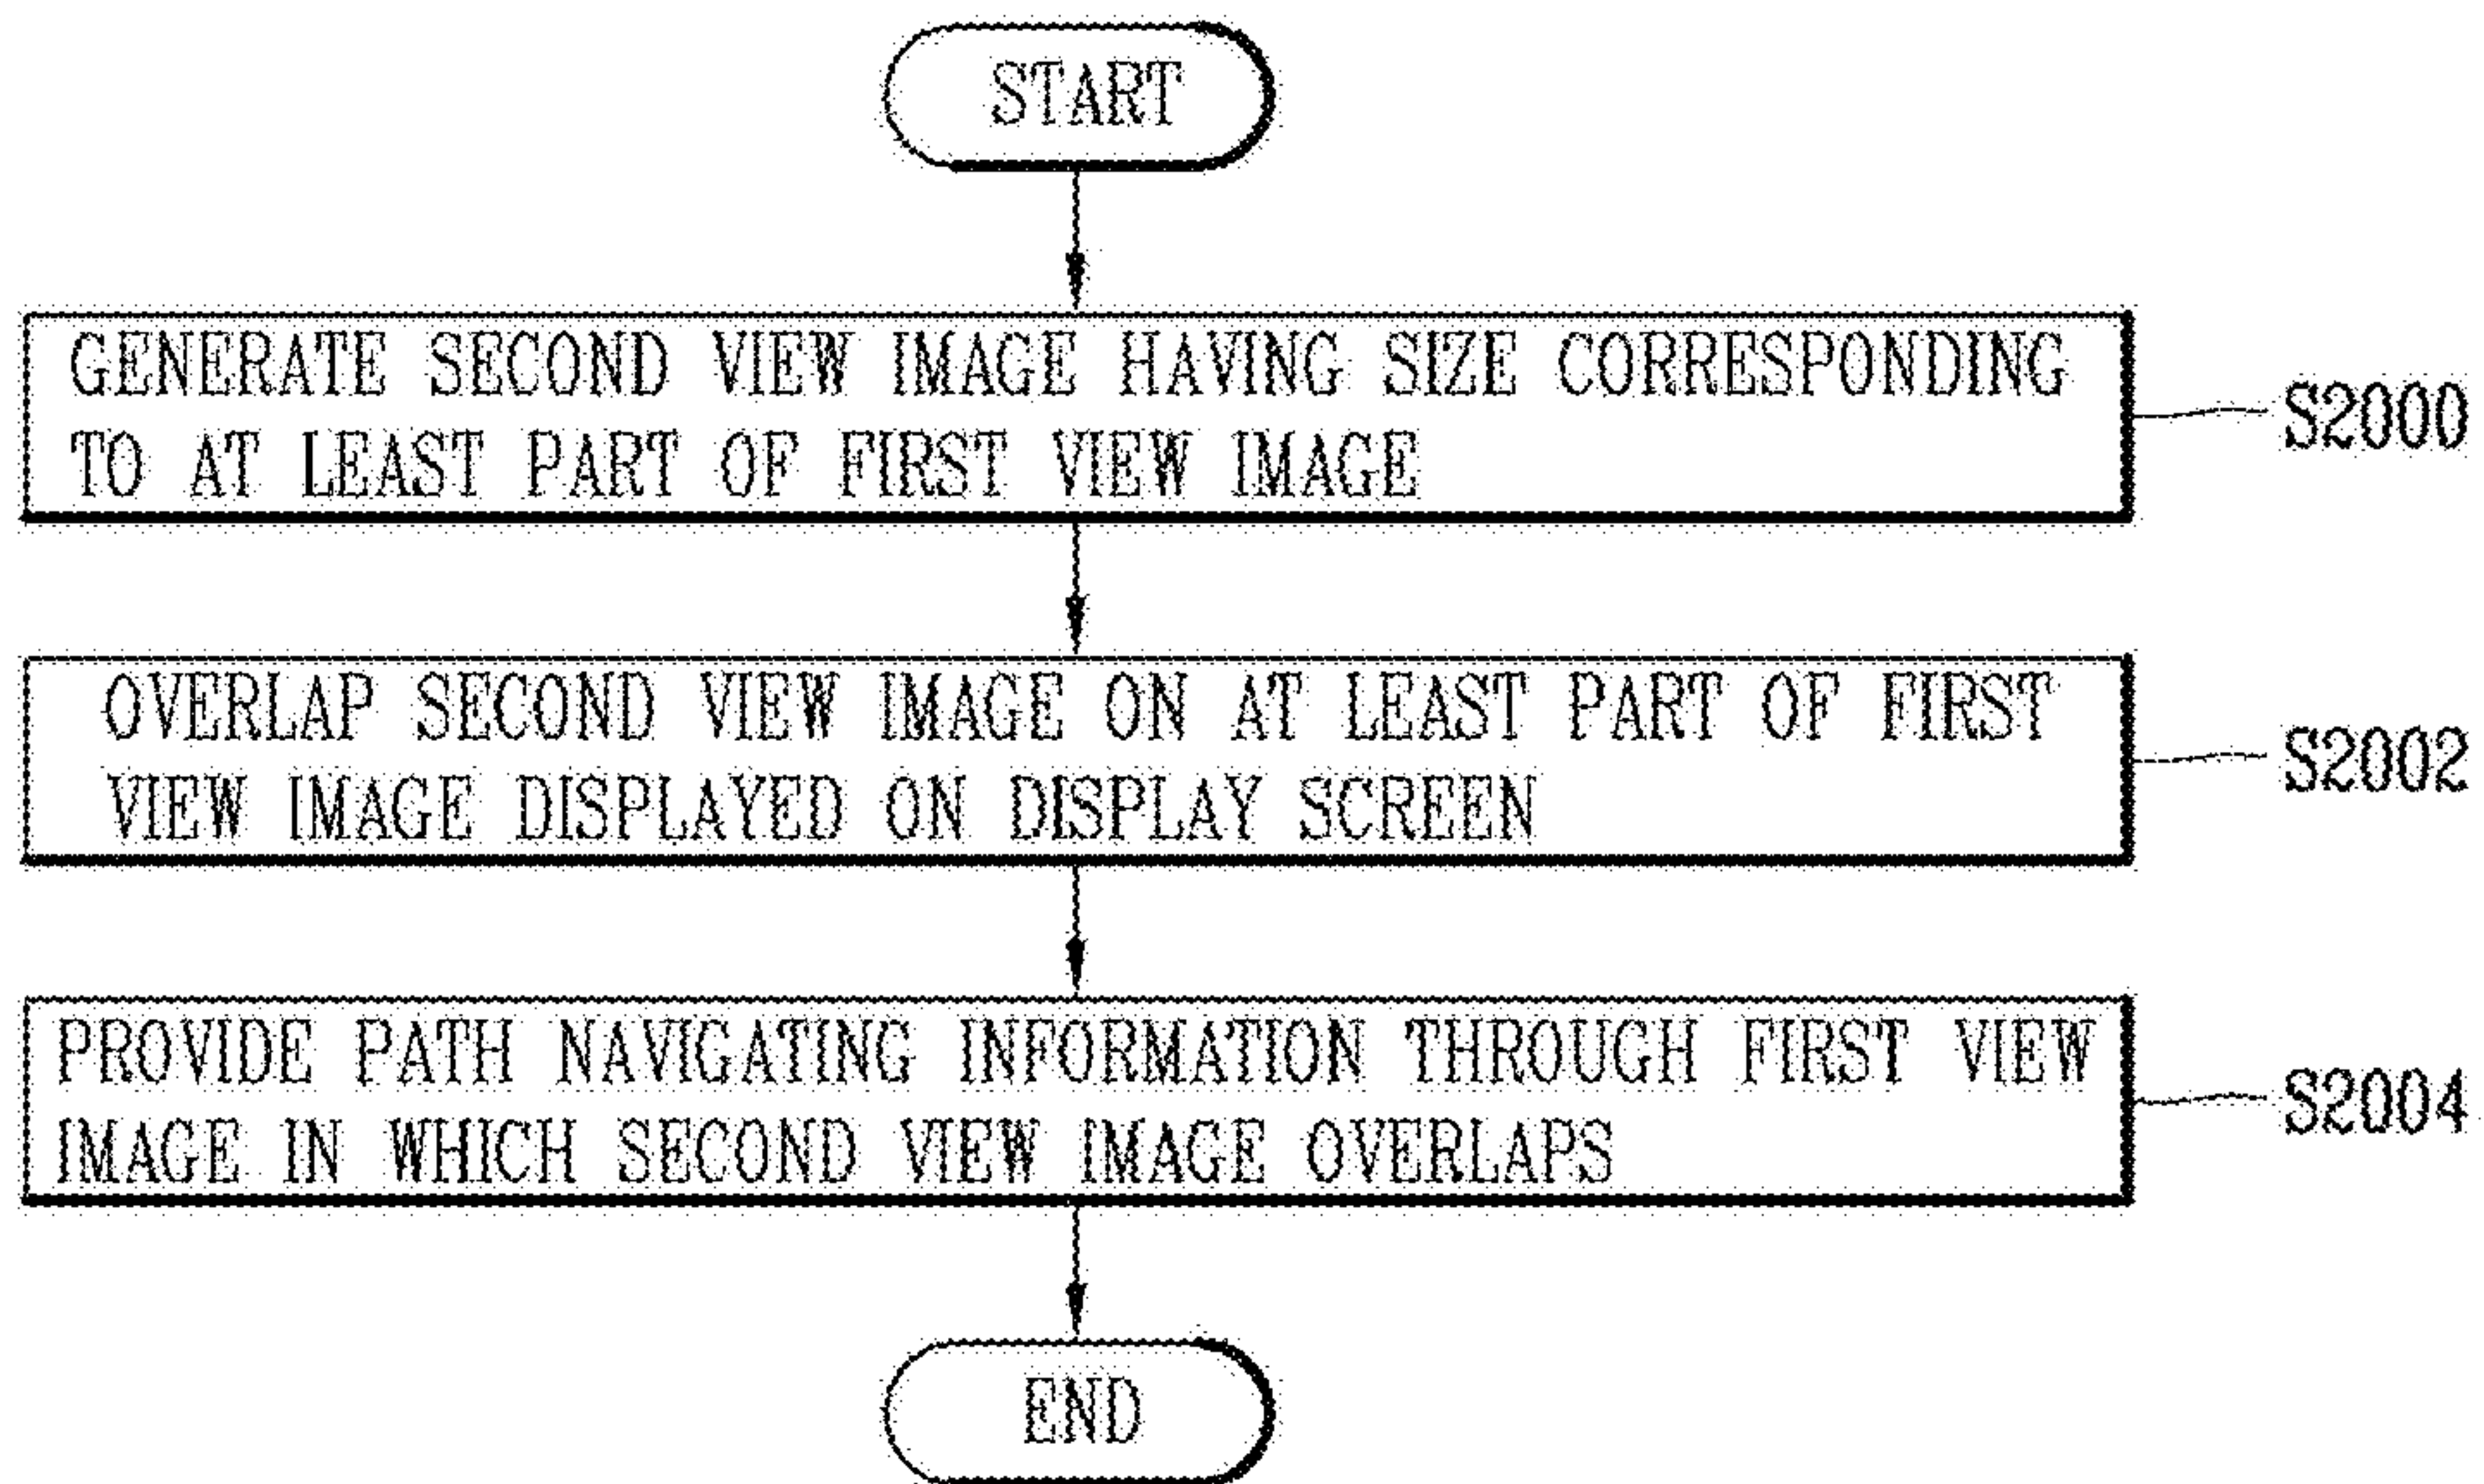 START
GENERATE SECOND VIEW IMAGE HAVING SIZE CORRESPONDING
TO AT LEAST PART OF FIRST VIEW IMAGE
S2000
OVERLAP SECOND VIEW IMAGE ON AT LEAST PART OF FIRST
VIEW IMAGE DISPLAYED ON DISPLAY SCREEN
S2002
PROVIDE PATH NAVIGATING INFORMATION THROUGH FIRST VIEW
IMAGE IN WHICH SECOND VIEW IMAGE OVERLAPS
S2004
END